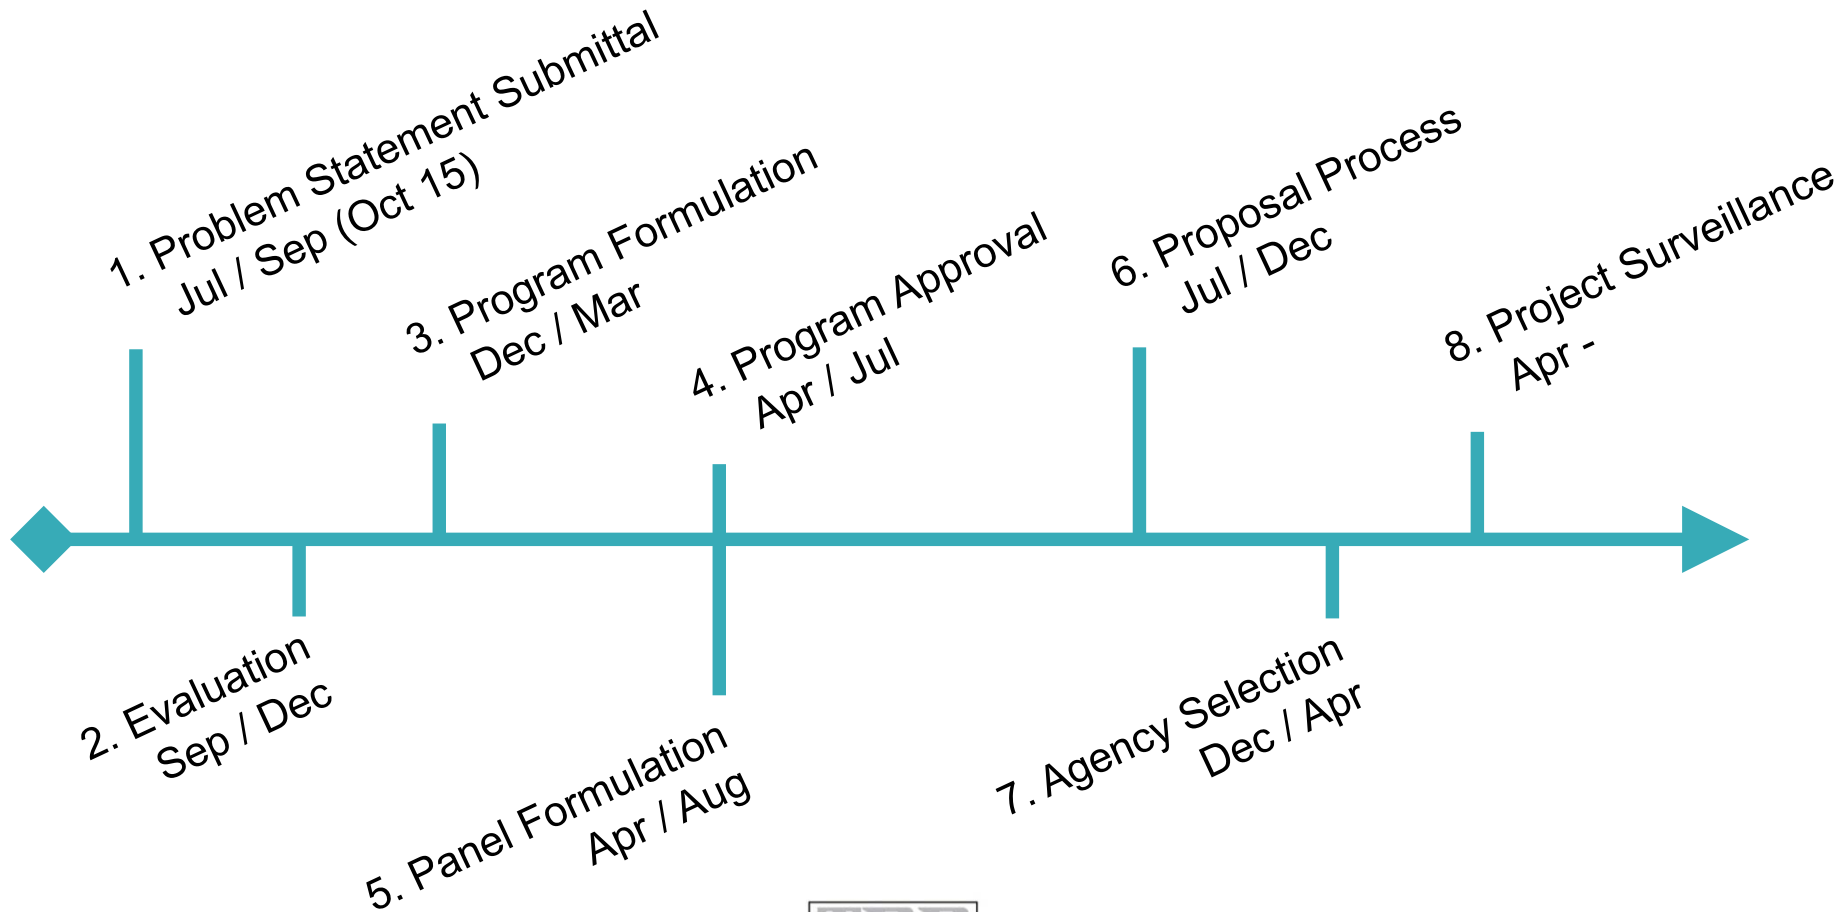 1. Problem Statement Submittal
Jul / Sep (Oct 15)
2. Evaluation
Sep / Dec
3. Program Formulation
Dec / Mar
4. Program Approval
Apr / Jul
5. Panel Formulation
Apr / Aug
6. Proposal Process
Jul / Dec
7. Agency Selection
Dec / Apr
8. Project Surveillance
Apr -